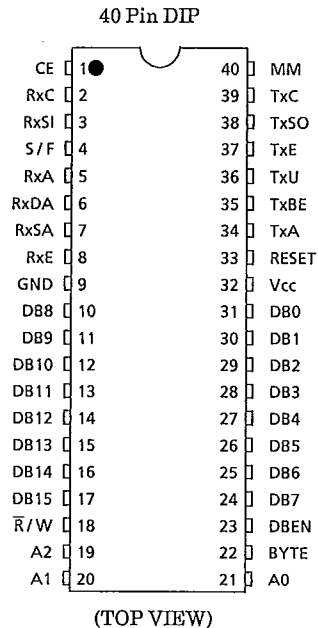 40 Pin DIP
CE 1 40 MM
RxC 2 39 TxC
RxSI 3 38 TxSO
S/F 4 37 TxE
RxA 5 36 TxU
RxDA 6 35 TxBE
RxSA 7 34 TxA
RxE 8 33 RESET
GND 9 32 Vcc
DB8 10 31 DB0
DB9 11 30 DB1
DB10 12 29 DB2
DB11 13 28 DB3
DB12 14 27 DB4
DB13 15 26 DB5
DB14 16 25 DB6
DB15 17 24 DB7
R̅/W 18 23 DBEN
A2 19 22 BYTE
A1 20 21 A0
(TOP VIEW)